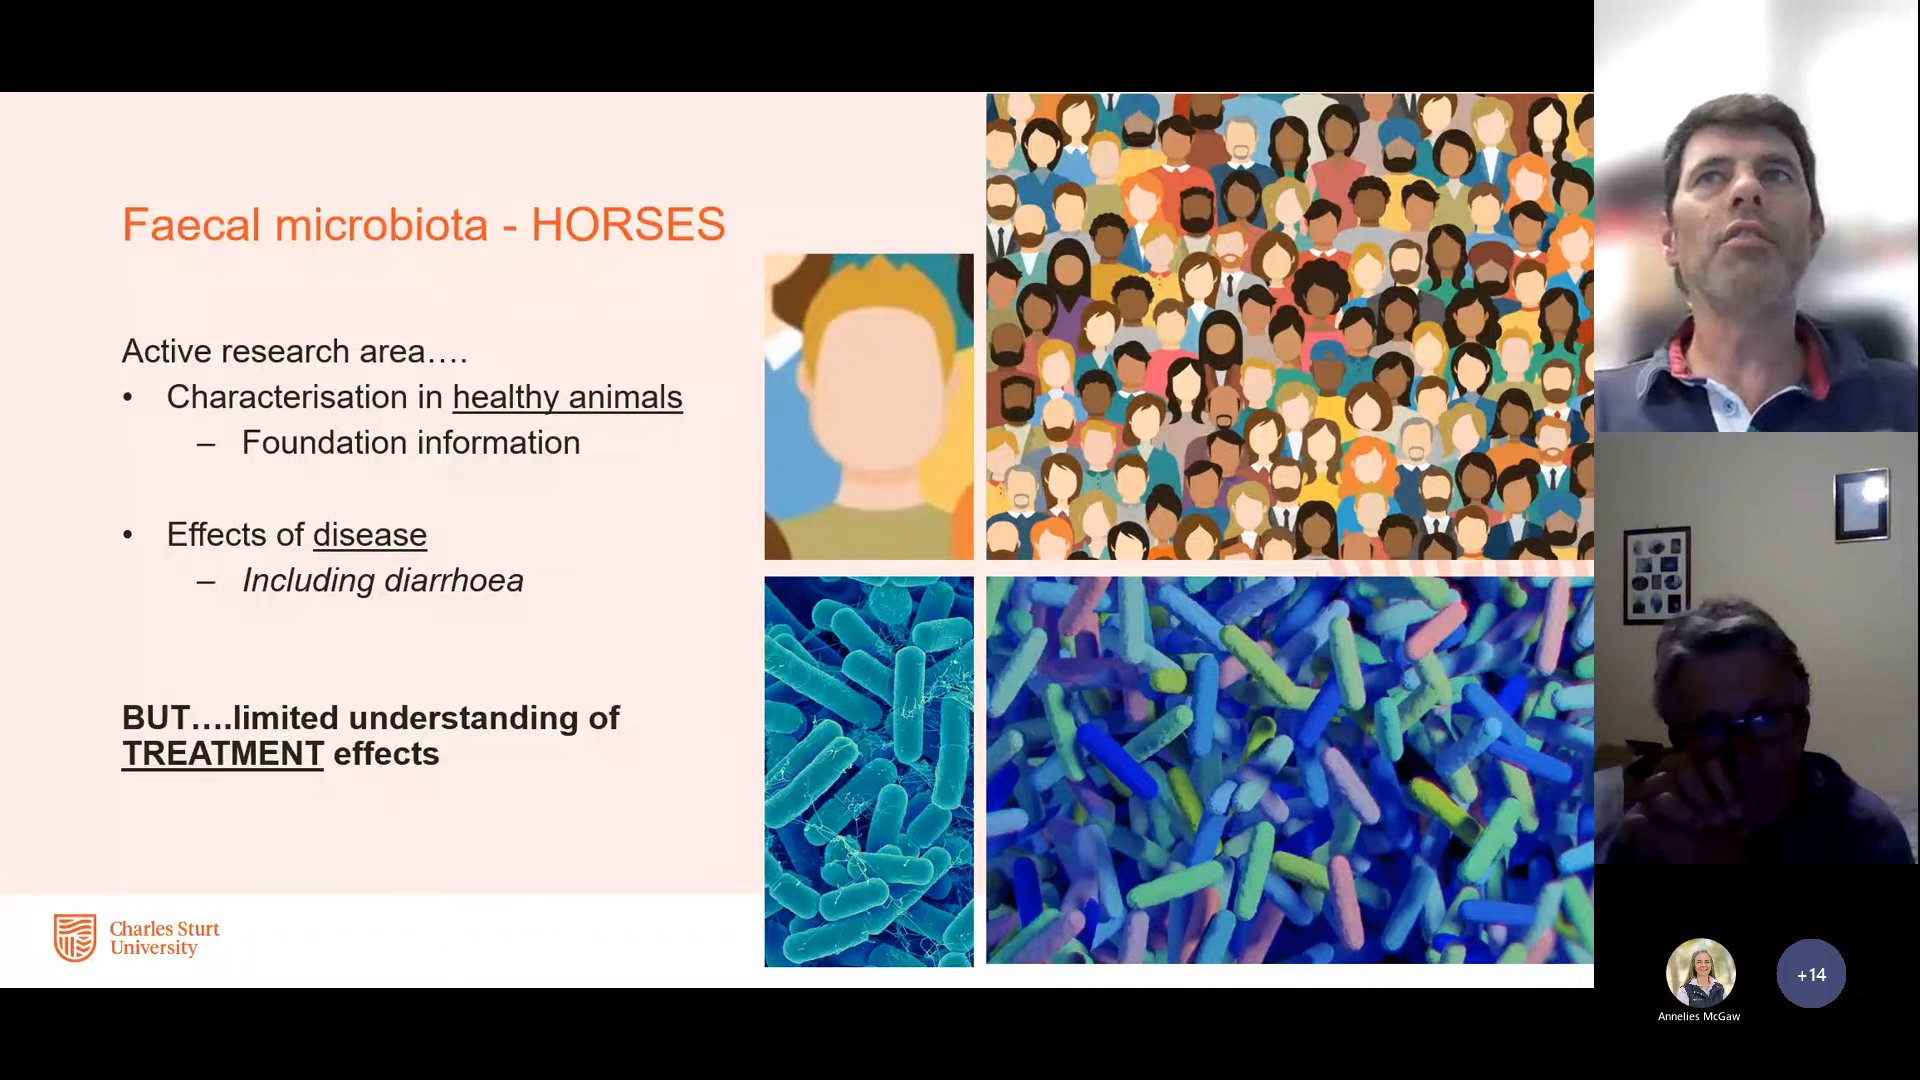 Faecal microbiota - HORSES
Active research area….
• Characterisation in healthy animals
– Foundation information
• Effects of disease
– Including diarrhoea
BUT….limited understanding of
TREATMENT effects
Charles Sturt
University
+14
Annelies McGaw